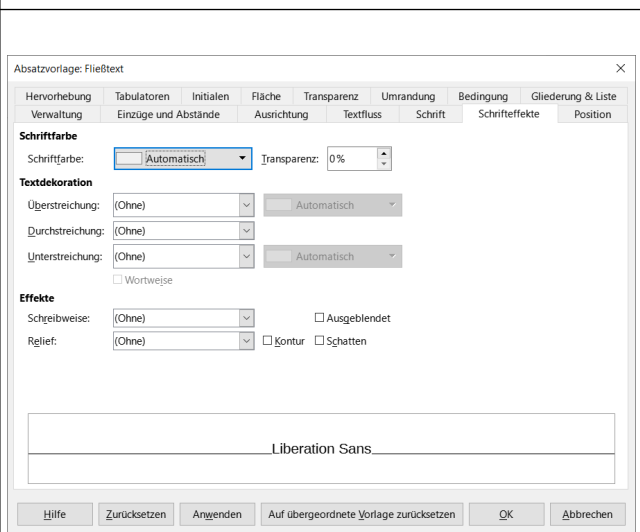 Absatzvorlage: Fließtext
Hervorhebung Tabulatoren Initialen Fläche Transparenz Umrandung Bedingung Gliederung & Liste
Verwaltung Einzüge und Abstände Ausrichtung Textfluss Schrift Schrifteffekte Position
Schriftfarbe
Schriftfarbe: Automatisch Transparenz: 0%
Textdekoration
Überstreichung: (Ohne) Automatisch
Durchstreichung: (Ohne)
Unterstreichung: (Ohne) Automatisch
Wortweise
Effekte
Schreibweise: (Ohne) Ausgeblendet
Relief: (Ohne) Kontur Schatten
Liberation Sans
Hilfe Zurücksetzen Anwenden Auf übergeordnete Vorlage zurücksetzen OK Abbrechen